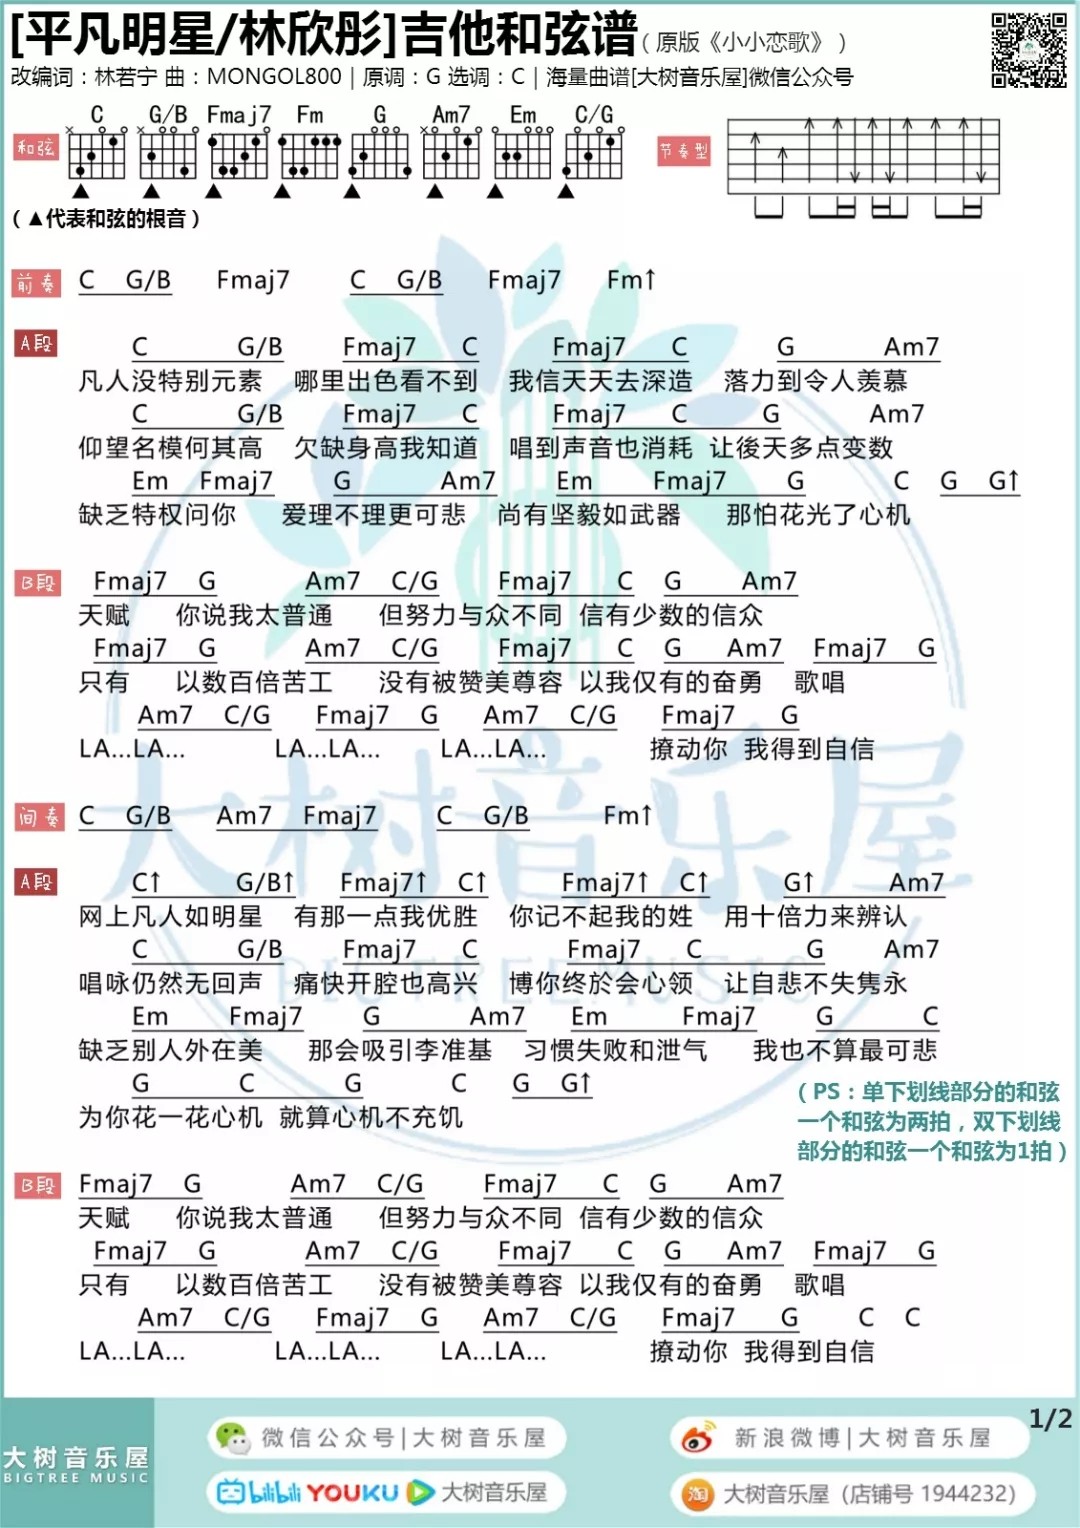 [平凡明星/林欣彤]吉他和弦谱(原版《小小恋歌》)
改编词：林若宁 曲：MONGOL800｜原调：G 选调：C｜海量曲谱[大树音乐屋]微信公众号
和弦 C G/B Fmaj7 Fm G Am7 Em C/G 节奏型
(▲代表和弦的根音)
前奏 C G/B Fmaj7 C G/B Fmaj7 Fm↑
A段 C G/B Fmaj7 C Fmaj7 C G Am7
凡人没特别元素 哪里出色看不到 我信天天去深造 落力到令人羡慕
C G/B Fmaj7 C Fmaj7 C G Am7
仰望名模何其高 欠缺身高我知道 唱到声音也消耗 让後天多点变数
Em Fmaj7 G Am7 Em Fmaj7 G C G G↑
缺乏特权问你 爱理不理更可悲 尚有坚毅如武器 那怕花光了心机
B段 Fmaj7 G Am7 C/G Fmaj7 C G Am7
天赋 你说我太普通 但努力与众不同 信有少数的信众
Fmaj7 G Am7 C/G Fmaj7 C G Am7 Fmaj7 G
只有 以数百倍苦工 没有被赞美尊容 以我仅有的奋勇 歌唱
Am7 C/G Fmaj7 G Am7 C/G Fmaj7 G
LA...LA... LA...LA... LA...LA... 撩动你 我得到自信
间奏 C G/B Am7 Fmaj7 C G/B Fm↑
A段 C↑ G/B↑ Fmaj7↑ C↑ Fmaj7↑ C↑ G↑ Am7
网上凡人如明星 有那一点我优胜 你记不起我的姓 用十倍力来辨认
C G/B Fmaj7 C Fmaj7 C G Am7
唱咏仍然无回声 痛快开腔也高兴 博你终於会心领 让自悲不失隽永
Em Fmaj7 G Am7 Em Fmaj7 G C
缺乏别人外在美 那会吸引李准基 习惯失败和泄气 我也不算最可悲
G C G C G G↑
为你花一花心机 就算心机不充饥
(PS：单下划线部分的和弦
一个和弦为两拍，双下划线
部分的和弦一个和弦为1拍)
B段 Fmaj7 G Am7 C/G Fmaj7 C G Am7
天赋 你说我太普通 但努力与众不同 信有少数的信众
Fmaj7 G Am7 C/G Fmaj7 C G Am7 Fmaj7 G
只有 以数百倍苦工 没有被赞美尊容 以我仅有的奋勇 歌唱
Am7 C/G Fmaj7 G Am7 C/G Fmaj7 G C C
LA...LA... LA...LA... LA...LA... 撩动你 我得到自信
大树音乐屋
BIGTREEMUSIC
1/2
大树音乐屋
BIGTREE MUSIC
微信公众号|大树音乐屋
新浪微博|大树音乐屋
bilibili YOUKU 大树音乐屋
淘 大树音乐屋（店铺号 1944232）